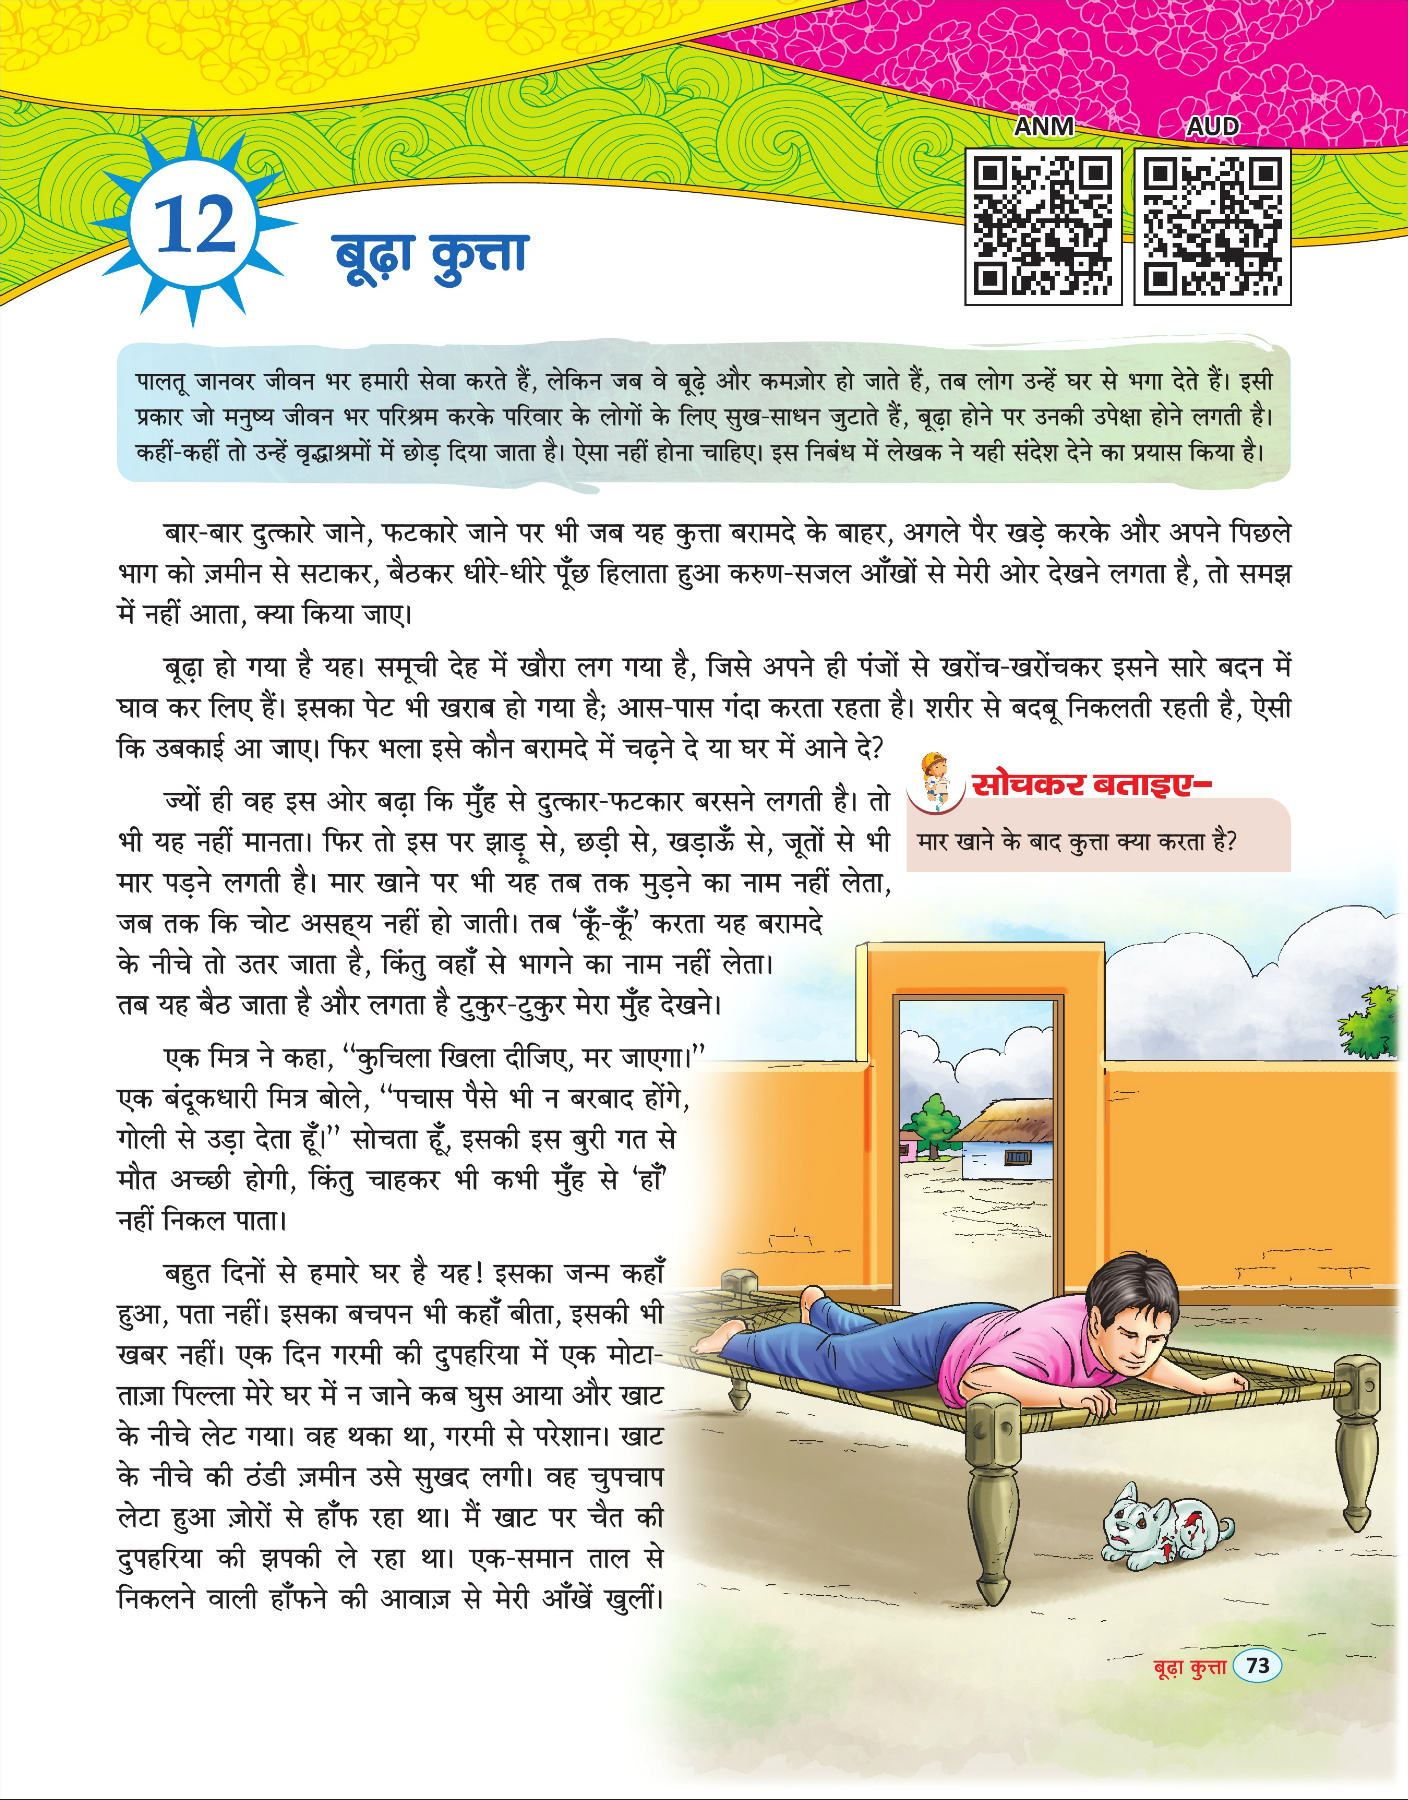 ANM
AUD
12
बूढ़ा कुत्ता
पालतू जानवर जीवन भर हमारी सेवा करते हैं, लेकिन जब वे बूढ़े और कमज़ोर हो जाते हैं, तब लोग उन्हें घर से भगा देते हैं। इसी
प्रकार जो मनुष्य जीवन भर परिश्रम करके परिवार के लोगों के लिए सुख-साधन जुटाते हैं, बूढ़ा होने पर उनकी उपेक्षा होने लगती है।
कहीं-कहीं तो उन्हें वृद्धाश्रमों में छोड़ दिया जाता है। ऐसा नहीं होना चाहिए। इस निबंध में लेखक ने यही संदेश देने का प्रयास किया है।
बार-बार दुत्कारे जाने, फटकारे जाने पर भी जब यह कुत्ता बरामदे के बाहर, अगले पैर खड़े करके और अपने पिछले
भाग को ज़मीन से सटाकर, बैठकर धीरे-धीरे पूँछ हिलाता हुआ करुण-सजल आँखों से मेरी ओर देखने लगता है, तो समझ
में नहीं आता, क्या किया जाए।
बूढ़ा हो गया है यह। समूची देह में खौरा लग गया है, जिसे अपने ही पंजों से खरोंच-खरोंचकर इसने सारे बदन में
घाव कर लिए हैं। इसका पेट भी खराब हो गया है; आस-पास गंदा करता रहता है। शरीर से बदबू निकलती रहती है, ऐसी
कि उबकाई आ जाए। फिर भला इसे कौन बरामदे में चढ़ने दे या घर में आने दे?
ज्यों ही वह इस ओर बढ़ा कि मुँह से दुत्कार-फटकार बरसने लगती है। तो
भी यह नहीं मानता। फिर तो इस पर झाड़ू से, छड़ी से, खड़ाऊँ से, जूतों से भी
मार पड़ने लगती है। मार खाने पर भी यह तब तक मुड़ने का नाम नहीं लेता,
जब तक कि चोट असह्य नहीं हो जाती। तब ‘कूँ-कूँ’ करता यह बरामदे
के नीचे तो उतर जाता है, किंतु वहाँ से भागने का नाम नहीं लेता।
तब यह बैठ जाता है और लगता है टुकुर-टुकुर मेरा मुँह देखने।
सोचकर बताइए–
मार खाने के बाद कुत्ता क्या करता है?
एक मित्र ने कहा, “कुचिला खिला दीजिए, मर जाएगा।”
एक बंदूकधारी मित्र बोले, “पचास पैसे भी न बरबाद होंगे,
गोली से उड़ा देता हूँ।” सोचता हूँ, इसकी इस बुरी गत से
मौत अच्छी होगी, किंतु चाहकर भी कभी मुँह से ‘हाँ’
नहीं निकल पाता।
बहुत दिनों से हमारे घर है यह! इसका जन्म कहाँ
हुआ, पता नहीं। इसका बचपन भी कहाँ बीता, इसकी भी
खबर नहीं। एक दिन गरमी की दुपहरिया में एक मोटा-
ताज़ा पिल्ला मेरे घर में न जाने कब घुस आया और खाट
के नीचे लेट गया। वह थका था, गरमी से परेशान। खाट
के नीचे की ठंडी ज़मीन उसे सुखद लगी। वह चुपचाप
लेटा हुआ ज़ोरों से हाँफ रहा था। मैं खाट पर चैत की
दुपहरिया की झपकी ले रहा था। एक-समान ताल से
निकलने वाली हाँफने की आवाज़ से मेरी आँखें खुलीं।
बूढ़ा कुत्ता 73